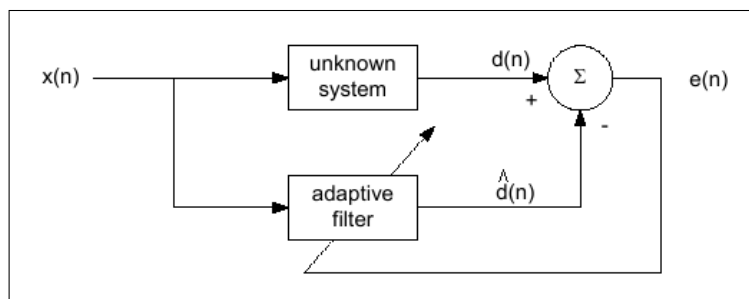 x(n)
unknown
system
d(n)
Σ
e(n)
+
-
adaptive
filter
^
d(n)